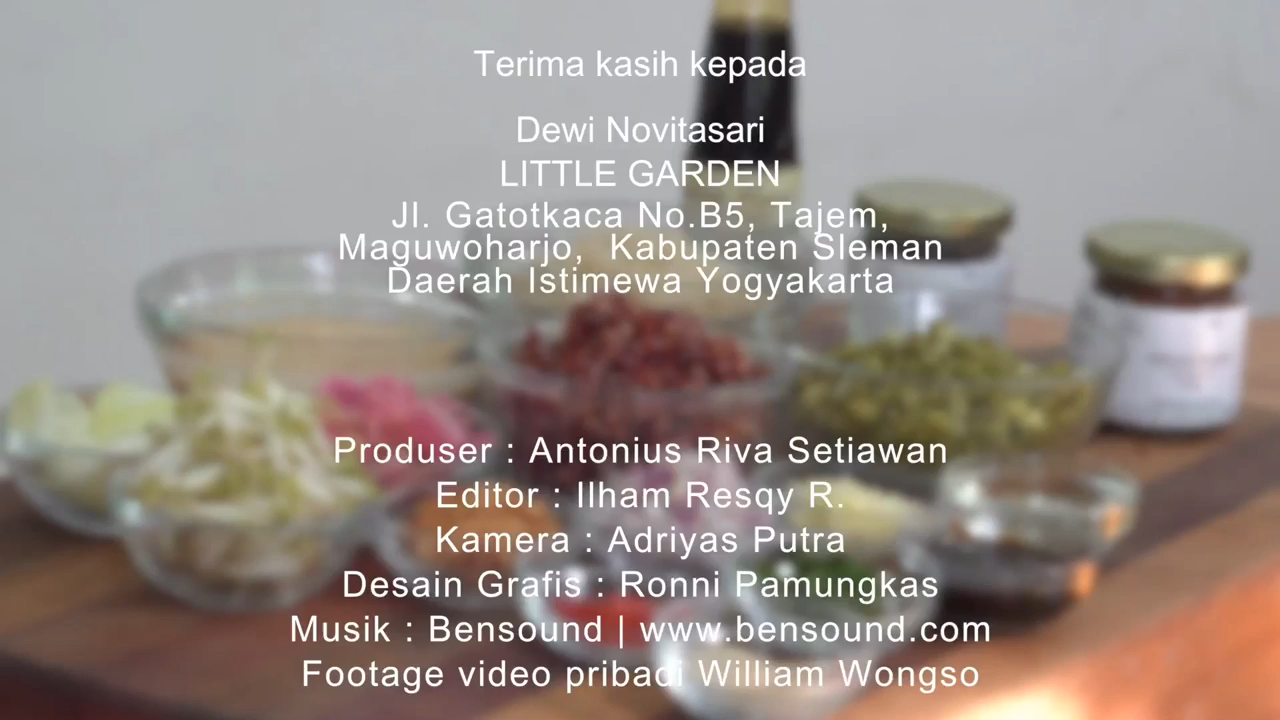 Terima kasih kepada
Dewi Novitasari
LITTLE GARDEN
Jl. Gatotkaca No.B5, Tajem,
Maguwoharjo, Kabupaten Sleman
Daerah Istimewa Yogyakarta
Produser : Antonius Riva Setiawan
Editor : Ilham Resqy R.
Kamera : Adriyas Putra
Desain Grafis : Ronni Pamungkas
Musik : Bensound | www.bensound.com
Footage video pribadi William Wongso